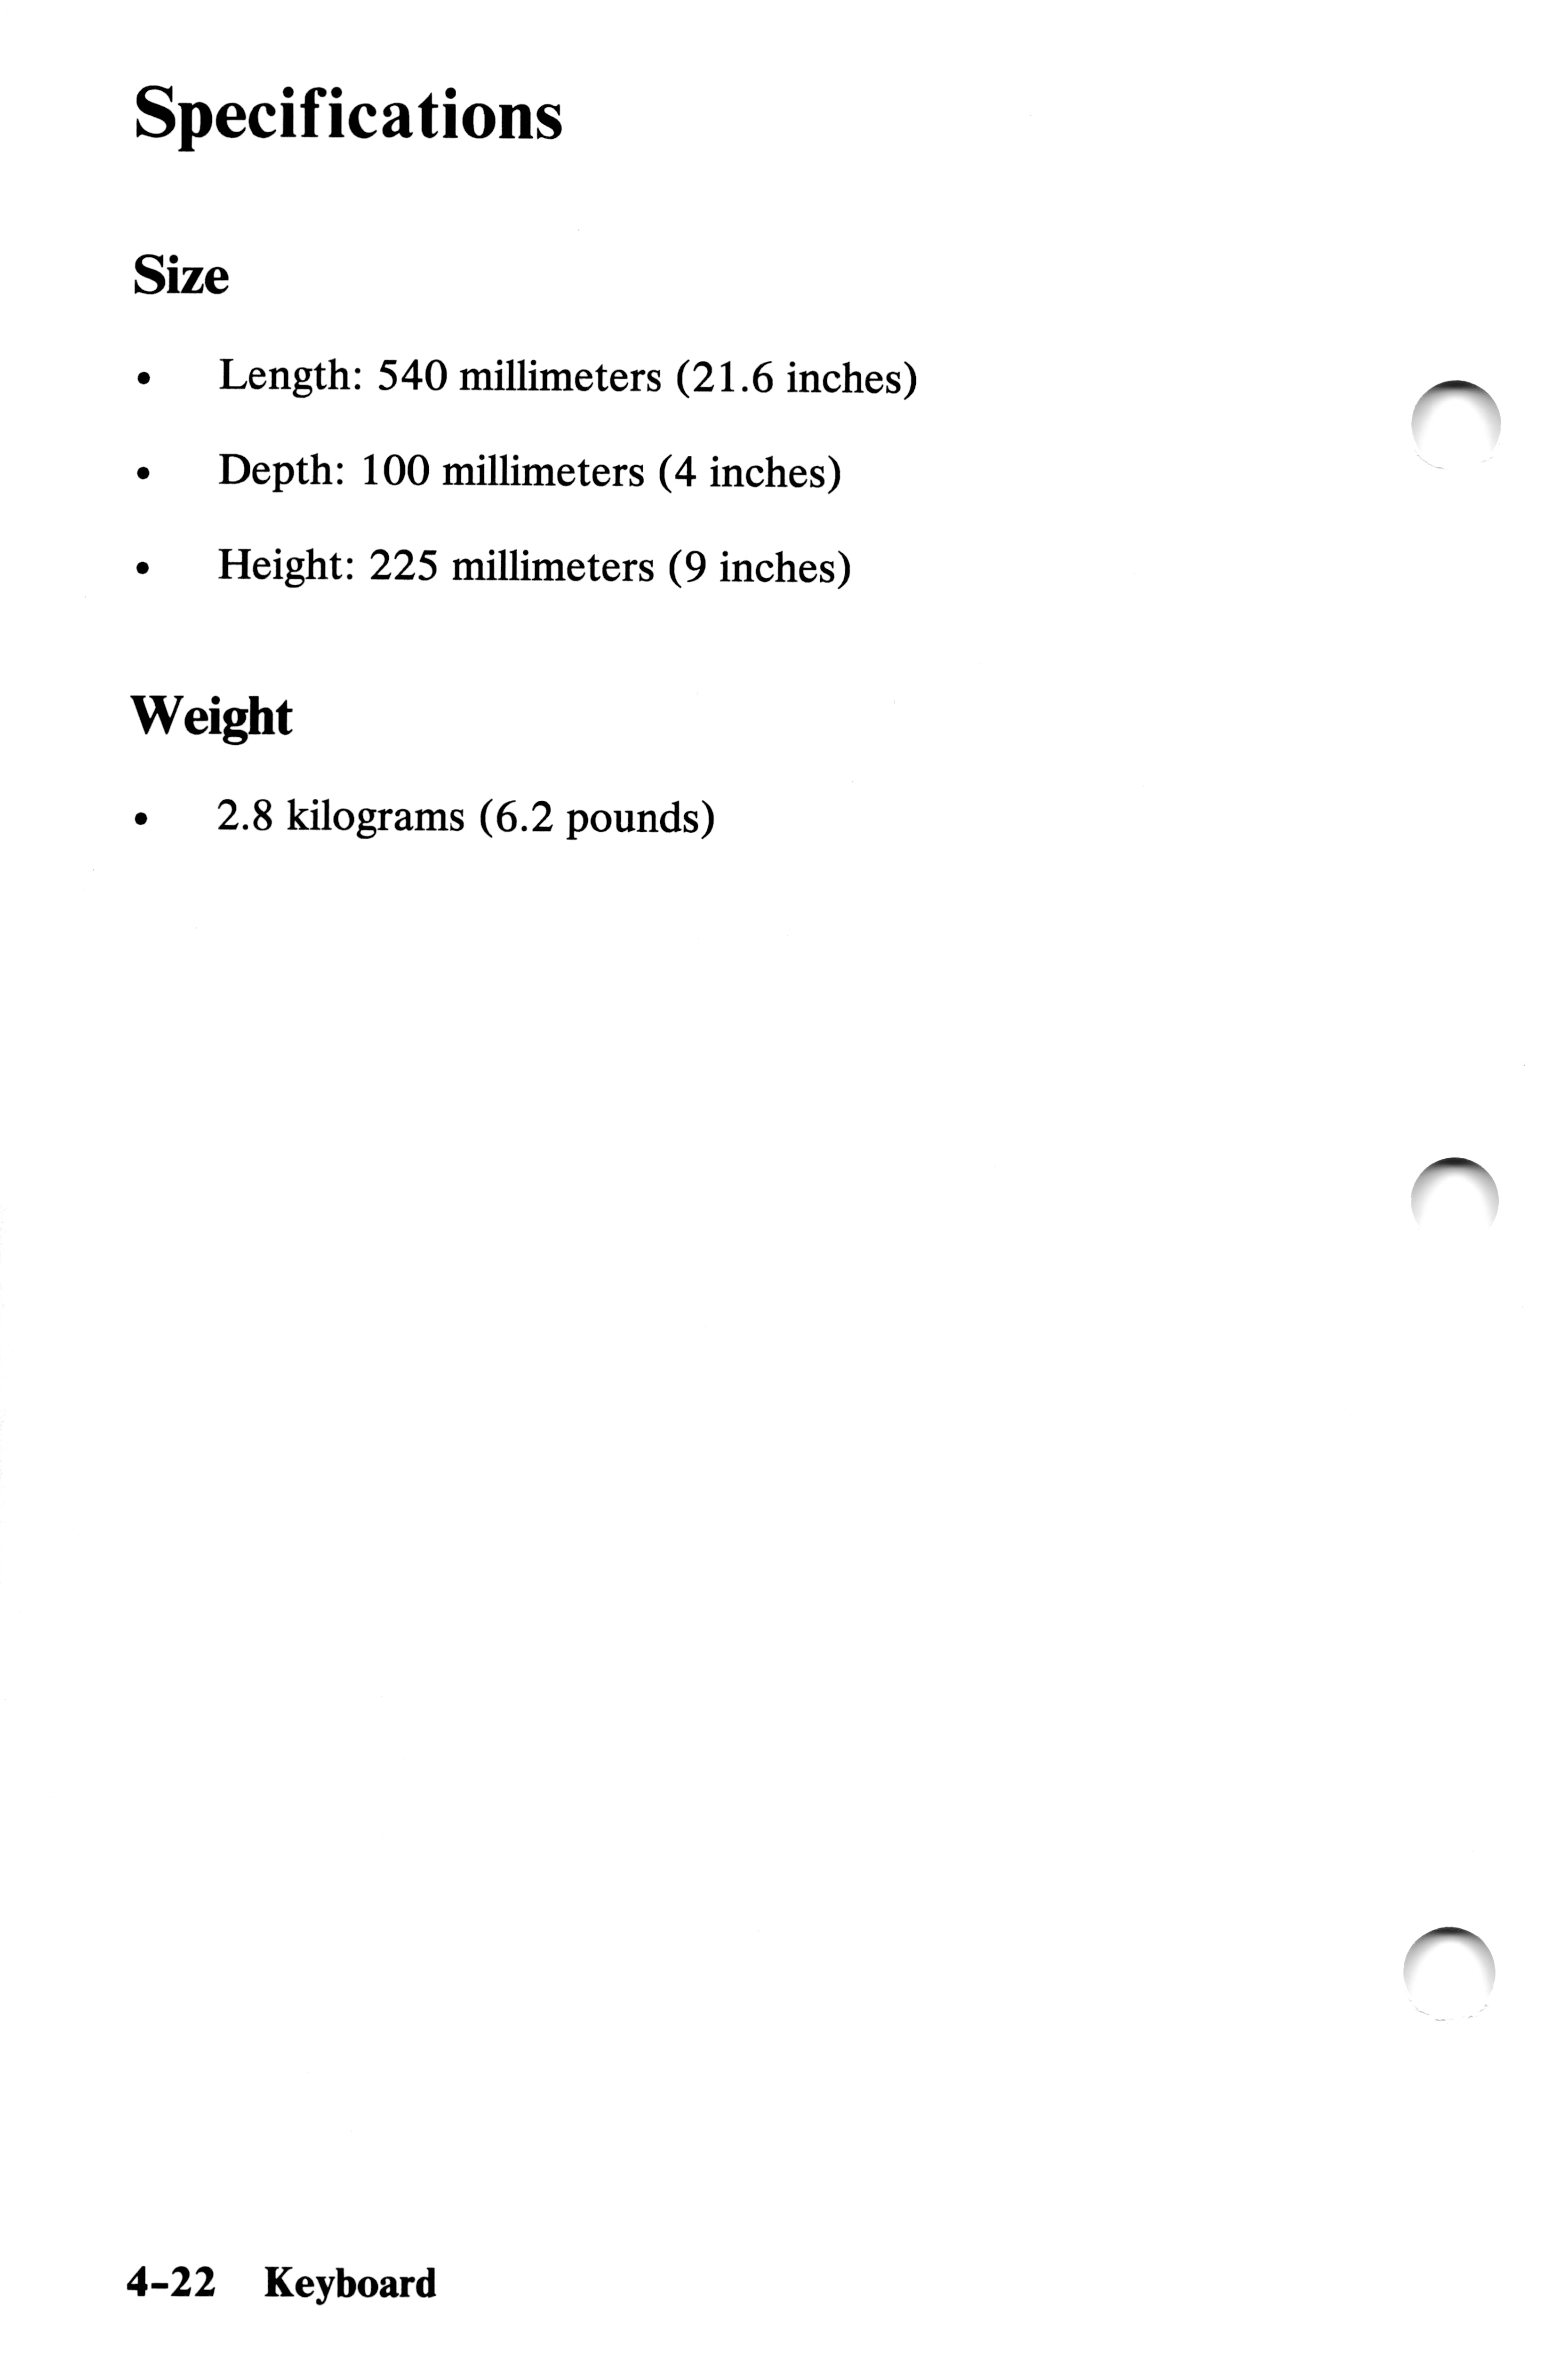 Specifications
Size
• Length: 540 millimeters (21.6 inches)
• Depth: 100 millimeters (4 inches)
• Height: 225 millimeters (9 inches)
Weight
• 2.8 kilograms (6.2 pounds)
4-22 Keyboard